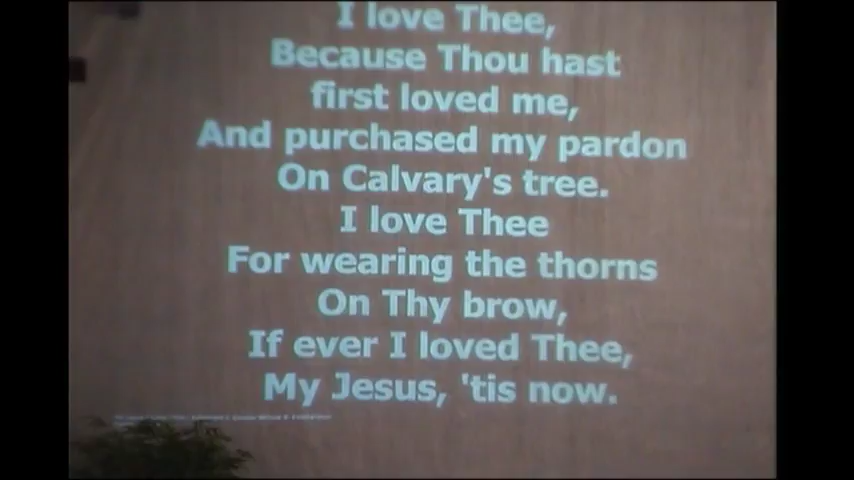 I love Thee,
Because Thou hast
first loved me,
And purchased my pardon
On Calvary's tree.
I love Thee
For wearing the thorns
On Thy brow,
If ever I loved Thee,
My Jesus, 'tis now.